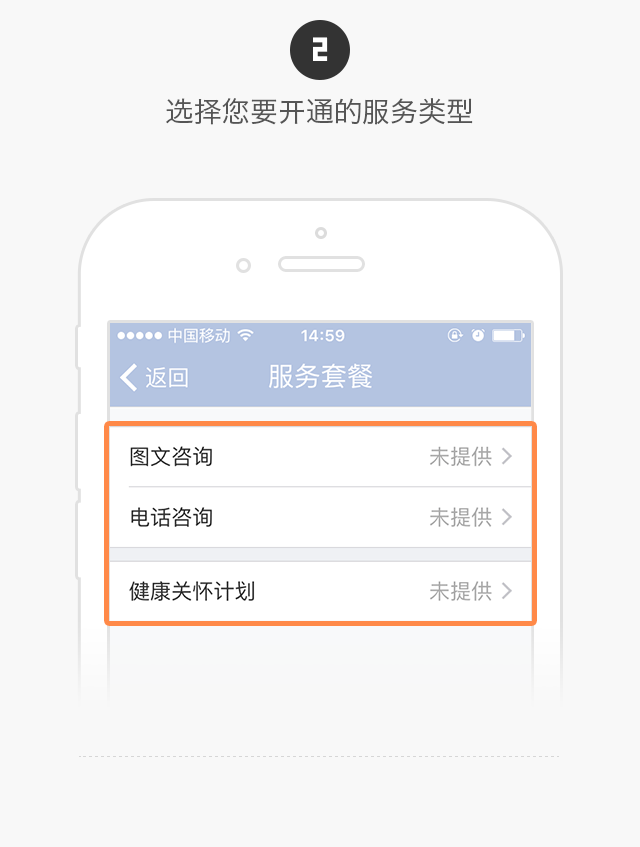 2
选择您要开通的服务类型
中国移动 14:59
返回 服务套餐
图文咨询 未提供
电话咨询 未提供
健康关怀计划 未提供